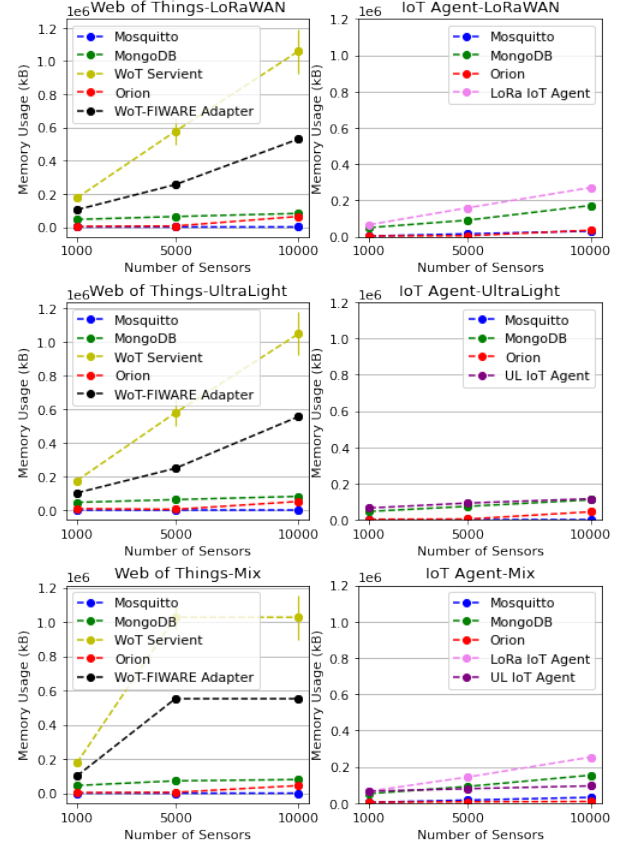 Web of Things-LoRaWAN
1e6
Memory Usage (kB)
1.2
1.0
0.8
0.6
0.4
0.2
0.0
Mosquitto
MongoDB
WoT Servient
Orion
WoT-FIWARE Adapter
1000
5000
10000
Number of Sensors
IoT Agent-LoRaWAN
1e6
Memory Usage (kB)
1.2
1.0
0.8
0.6
0.4
0.2
0.0
Mosquitto
MongoDB
Orion
LoRa IoT Agent
1000
5000
10000
Number of Sensors
Web of Things-UltraLight
1e6
Memory Usage (kB)
1.2
1.0
0.8
0.6
0.4
0.2
0.0
Mosquitto
MongoDB
WoT Servient
Orion
WoT-FIWARE Adapter
1000
5000
10000
Number of Sensors
IoT Agent-UltraLight
1e6
Memory Usage (kB)
1.2
1.0
0.8
0.6
0.4
0.2
0.0
Mosquitto
MongoDB
Orion
UL IoT Agent
1000
5000
10000
Number of Sensors
Web of Things-Mix
1e6
Memory Usage (kB)
1.2
1.0
0.8
0.6
0.4
0.2
0.0
Mosquitto
MongoDB
WoT Servient
Orion
WoT-FIWARE Adapter
1000
5000
10000
Number of Sensors
IoT Agent-Mix
1e6
Memory Usage (kB)
1.2
1.0
0.8
0.6
0.4
0.2
0.0
Mosquitto
MongoDB
Orion
LoRa IoT Agent
UL IoT Agent
1000
5000
10000
Number of Sensors